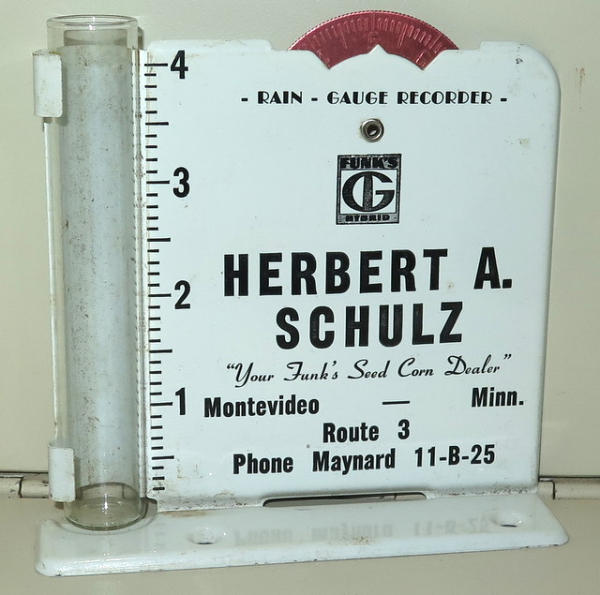 - RAIN - GAUGE RECORDER -
FUNK'S
G
HYBRID
HERBERT A.
SCHULZ
"Your Funk's Seed Corn Dealer"
Montevideo — Minn.
Route 3
Phone Maynard 11-B-25
4
3
2
1